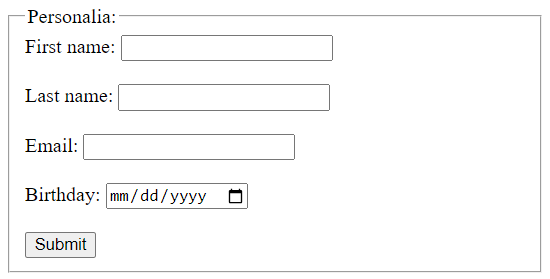 Personalia:
First name:
Last name:
Email:
Birthday: mm/dd/yyyy
Submit